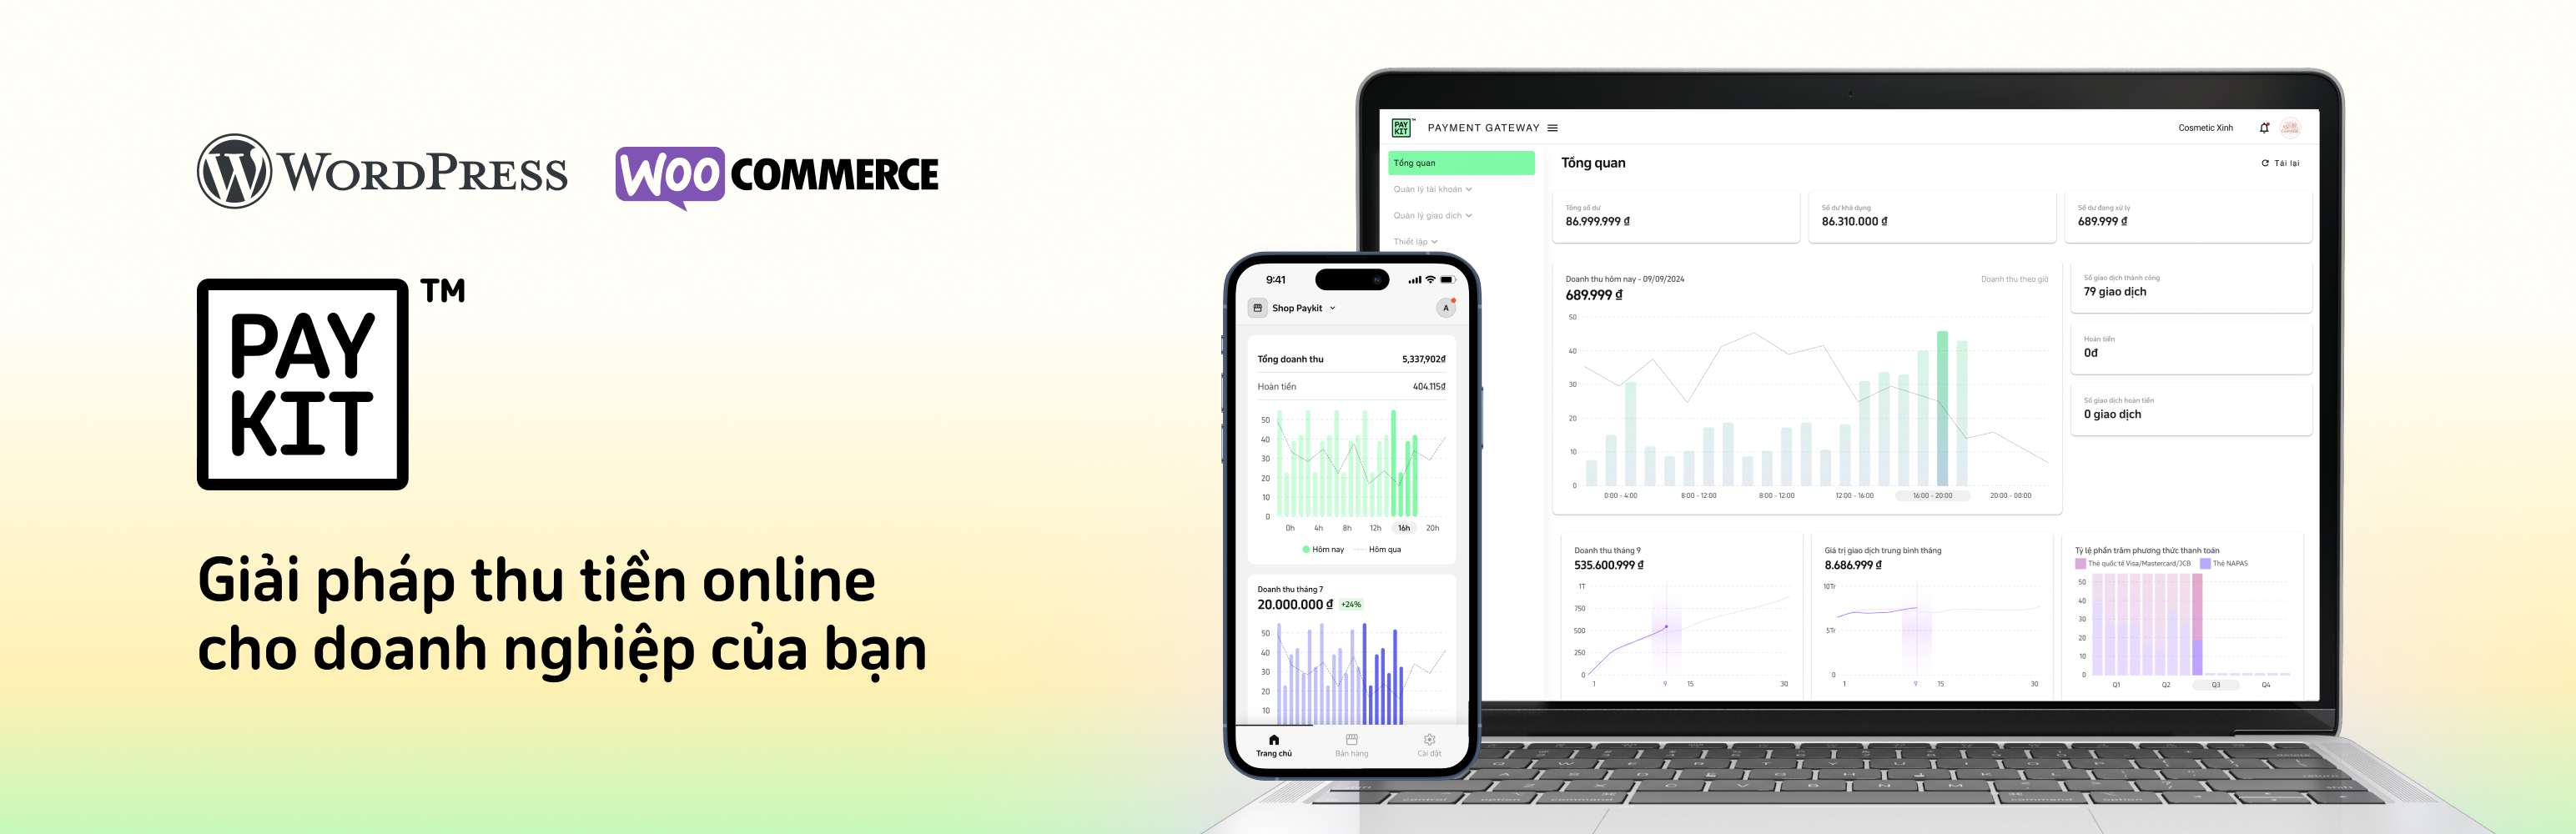 WORDPRESS
WOO COMMERCE
PAY
KIT
TM
Giải pháp thu tiền online
cho doanh nghiệp của bạn
9:41
Shop Paykit
A
Tổng doanh thu 5,337,902₫
Hoàn tiền 404.115₫
50
40
30
20
10
0
0h 4h 8h 12h 16h 20h
Hôm nay Hôm qua
Doanh thu tháng 7
20.000.000 ₫ +24%
50
40
30
20
10
Trang chủ Bán hàng Cài đặt
PAY
KIT
PAYMENT GATEWAY
Cosmetic Xinh
Tổng quan
Quản lý tài khoản
Quản lý giao dịch
Thiết lập
Tổng quan
Tải lại
Tổng số dư
86.999.999 ₫
Số dư khả dụng
86.310.000 ₫
Số dư đang xử lý
689.999 ₫
Doanh thu hôm nay - 09/09/2024
Doanh thu theo giờ
689.999 ₫
50
40
30
20
10
0
0:00 - 4:00 8:00 - 12:00 8:00 - 12:00 12:00 - 16:00 16:00 - 20:00 20:00 - 00:00
Số giao dịch thành công
79 giao dịch
Hoàn tiền
0đ
Số giao dịch hoàn tiền
0 giao dịch
Doanh thu tháng 9
535.600.999 ₫
1T
750
500
250
0
1 9 15 30
Giá trị giao dịch trung bình tháng
8.686.999 ₫
10Tr
5Tr
0
1 9 15 30
Tỷ lệ phần trăm phương thức thanh toán
Thẻ quốc tế Visa/Mastercard/JCB Thẻ NAPAS
50
40
30
20
10
0
Q1 Q2 Q3 Q4